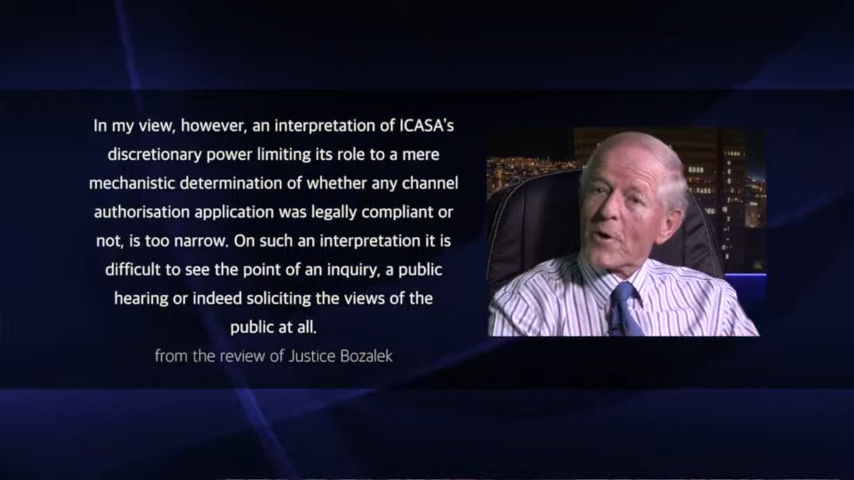 In my view, however, an interpretation of ICASA's
discretionary power limiting its role to a mere
mechanistic determination of whether any channel
authorisation application was legally compliant or
not, is too narrow. On such an interpretation it is
difficult to see the point of an inquiry, a public
hearing or indeed soliciting the views of the
public at all.
from the review of Justice Bozalek